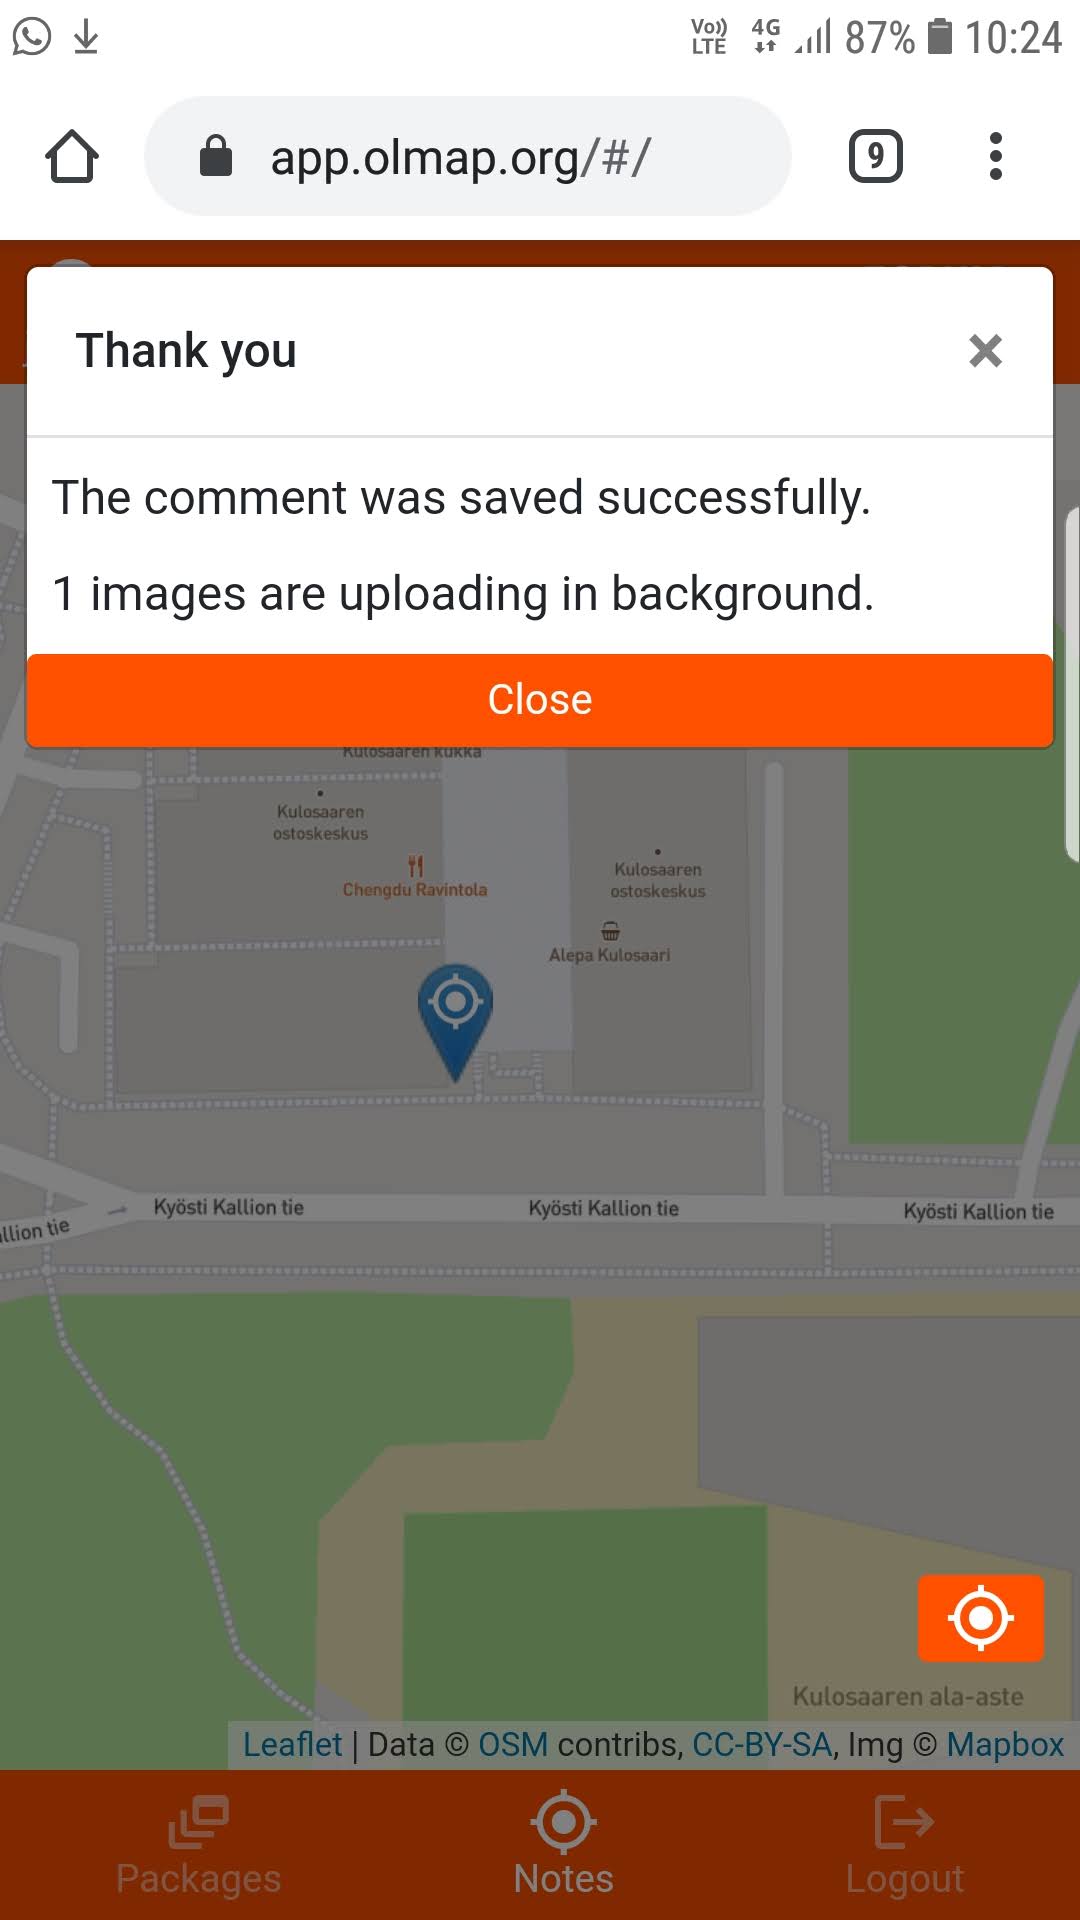 Vo)) LTE 4G 87% 10:24
app.olmap.org/#/
9
Thank you
The comment was saved successfully.
1 images are uploading in background.
Close
Kulosaaren kukka
Kulosaaren
ostoskeskus
Chengdu Ravintola
Kulosaaren
ostoskeskus
Alepa Kulosaari
Kyösti Kallion tie
Kyösti Kallion tie
Kyösti Kallion tie
llion tie
Kulosaaren ala-aste
Leaflet | Data © OSM contribs, CC-BY-SA, Img © Mapbox
Packages
Notes
Logout